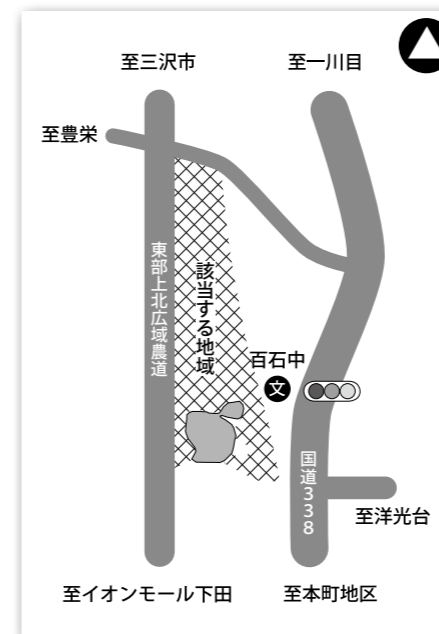 至三沢市
至一川目
至豊栄
東部上北広域農道
該当する地域
百石中
文
国道338
至洋光台
至イオンモール下田
至本町地区